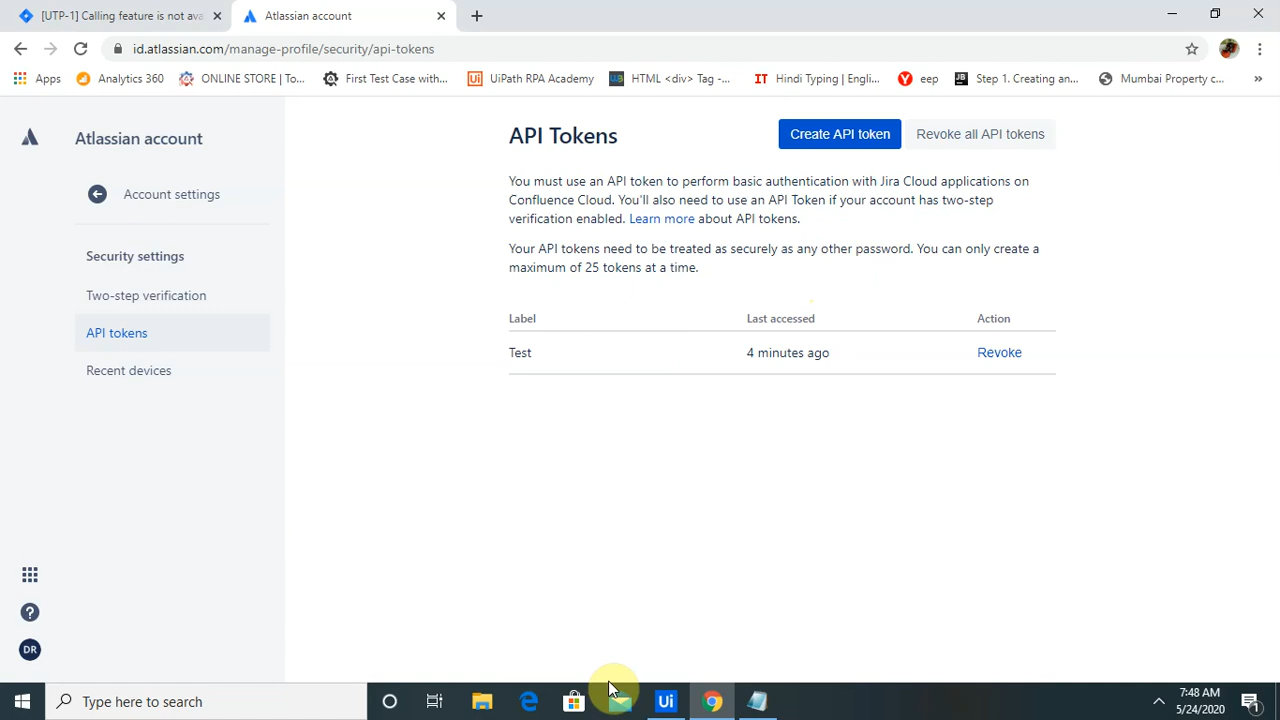 [UTP-1] Calling feature is not ava
Atlassian account
id.atlassian.com/manage-profile/security/api-tokens
Apps
Analytics 360
ONLINE STORE | To...
First Test Case with...
UiPath RPA Academy
HTML <div> Tag -...
Hindi Typing | Engli...
eep
Step 1. Creating an...
Mumbai Property c...
»
Atlassian account
Account settings
Security settings
Two-step verification
API tokens
Recent devices
DR
API Tokens
Create API token
Revoke all API tokens
You must use an API token to perform basic authentication with Jira Cloud applications on
Confluence Cloud. You'll also need to use an API Token if your account has two-step
verification enabled. Learn more about API tokens.
Your API tokens need to be treated as securely as any other password. You can only create a
maximum of 25 tokens at a time.
Label Last accessed Action
Test 4 minutes ago Revoke
Type here to search
Ui
7:48 AM
5/24/2020
1